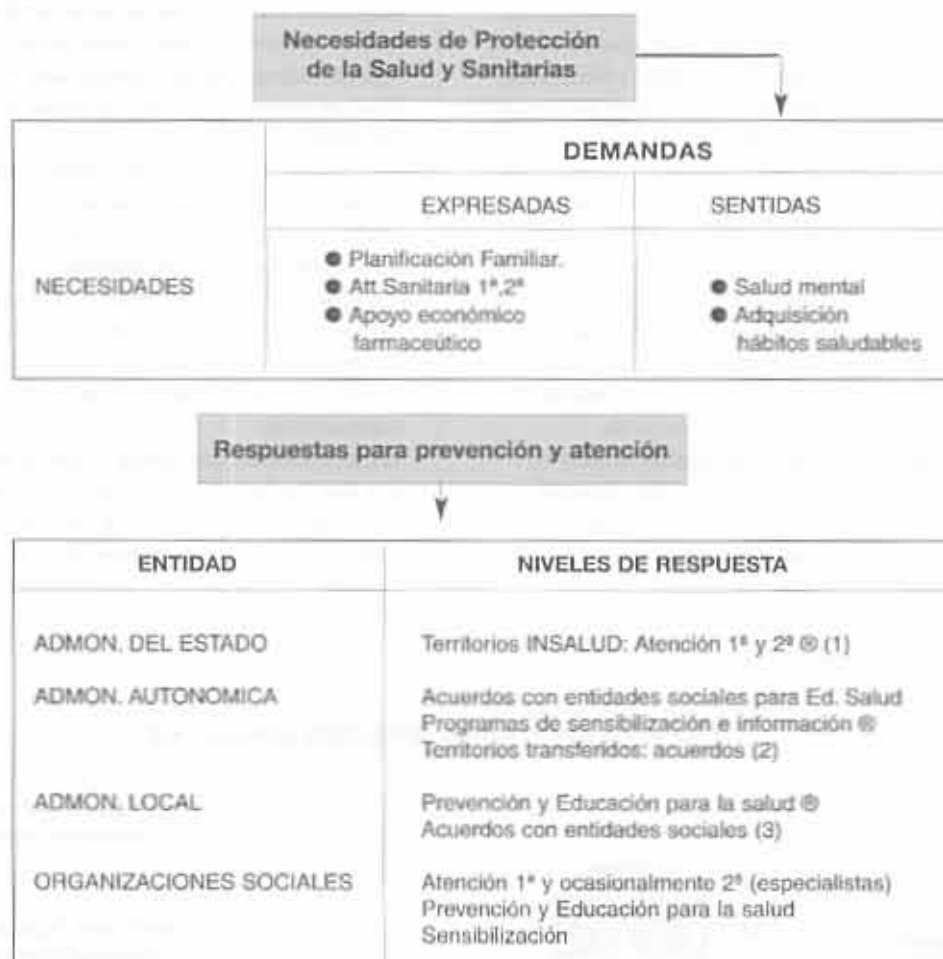 Necesidades de Protección
de la Salud y Sanitarias
DEMANDAS
EXPRESADAS
SENTIDAS
NECESIDADES
● Planificación Familiar.
● Att.Sanitaria 1ª,2ª
● Apoyo económico
farmaceútico
● Salud mental
● Adquisición
hábitos saludables
Respuestas para prevención y atención
ENTIDAD
NIVELES DE RESPUESTA
ADMON. DEL ESTADO
Territorios INSALUD: Atención 1ª y 2ª ® (1)
ADMON. AUTONOMICA
Acuerdos con entidades sociales para Ed. Salud
Programas de sensibilización e información ®
Territorios transferidos: acuerdos (2)
ADMON. LOCAL
Prevención y Educación para la salud ®
Acuerdos con entidades sociales (3)
ORGANIZACIONES SOCIALES
Atención 1ª y ocasionalmente 2ª (especialistas)
Prevención y Educación para la salud
Sensibilización